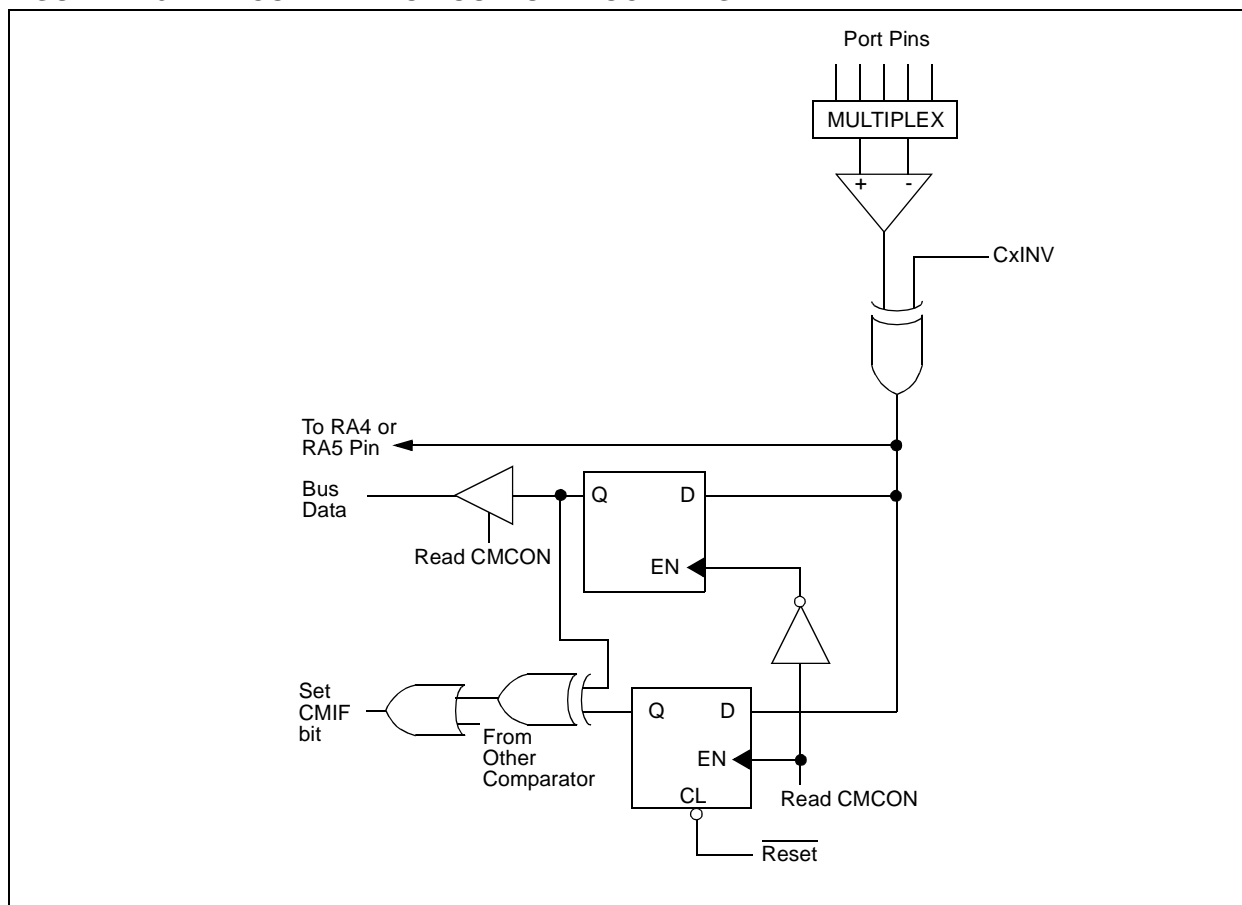 Port Pins
MULTIPLEX
+ -
CxINV
To RA4 or
RA5 Pin
Bus
Data
Q D
EN
Read CMCON
Set
CMIF
bit
From
Other
Comparator
Q D
EN
CL
Read CMCON
Reset